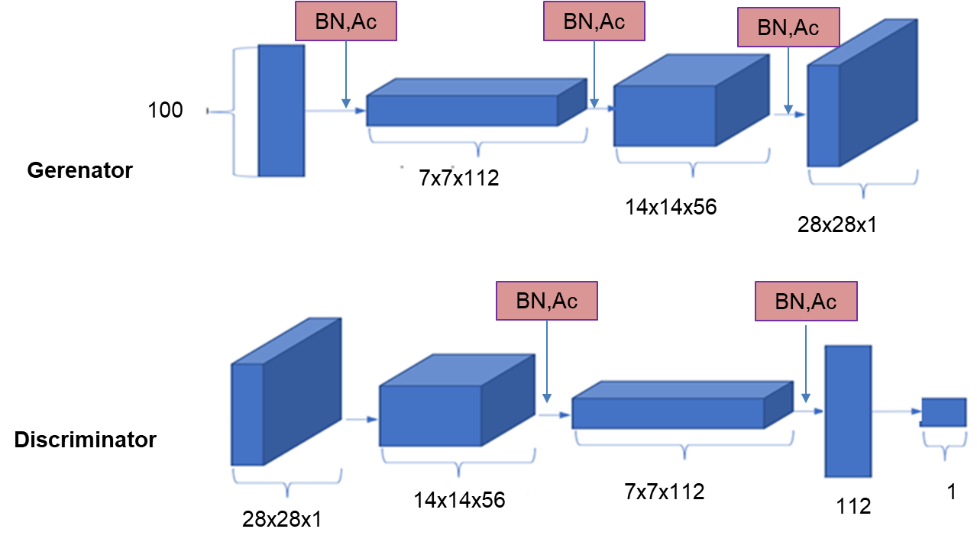 BN,Ac
BN,Ac
BN,Ac
100
Gerenator
7x7x112
14x14x56
28x28x1
BN,Ac
BN,Ac
Discriminator
28x28x1
14x14x56
7x7x112
112
1